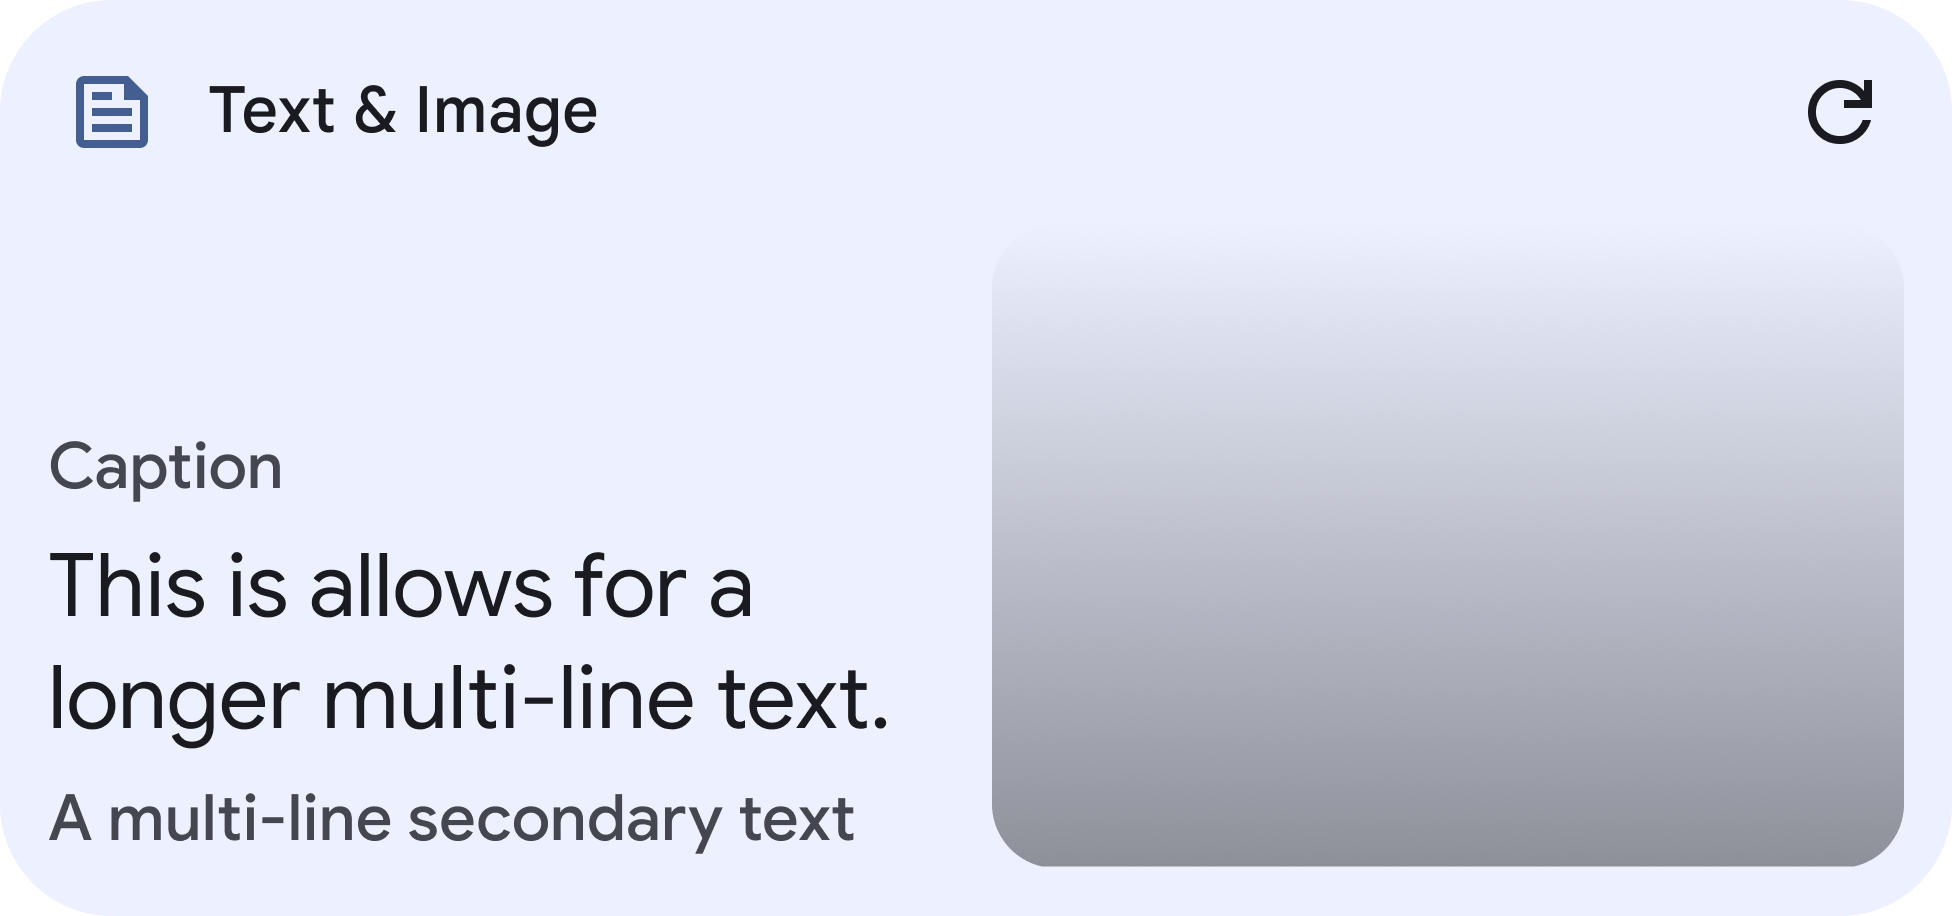 Text & Image
Caption
This is allows for a
longer multi-line text.
A multi-line secondary text